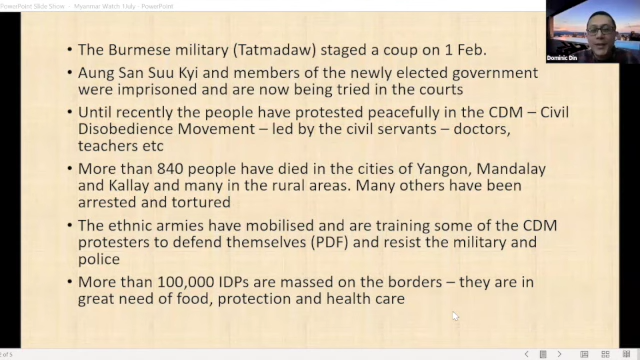 PowerPoint Slide Show - Myanmar Watch 1July - PowerPoint
• The Burmese military (Tatmadaw) staged a coup on 1 Feb.
• Aung San Suu Kyi and members of the newly elected government
were imprisoned and are now being tried in the courts
• Until recently the people have protested peacefully in the CDM – Civil
Disobedience Movement – led by the civil servants – doctors,
teachers etc
• More than 840 people have died in the cities of Yangon, Mandalay
and Kallay and many in the rural areas. Many others have been
arrested and tortured
• The ethnic armies have mobilised and are training some of the CDM
protesters to defend themselves (PDF) and resist the military and
police
• More than 100,000 IDPs are massed on the borders – they are in
great need of food, protection and health care
Dominic Din
of 5